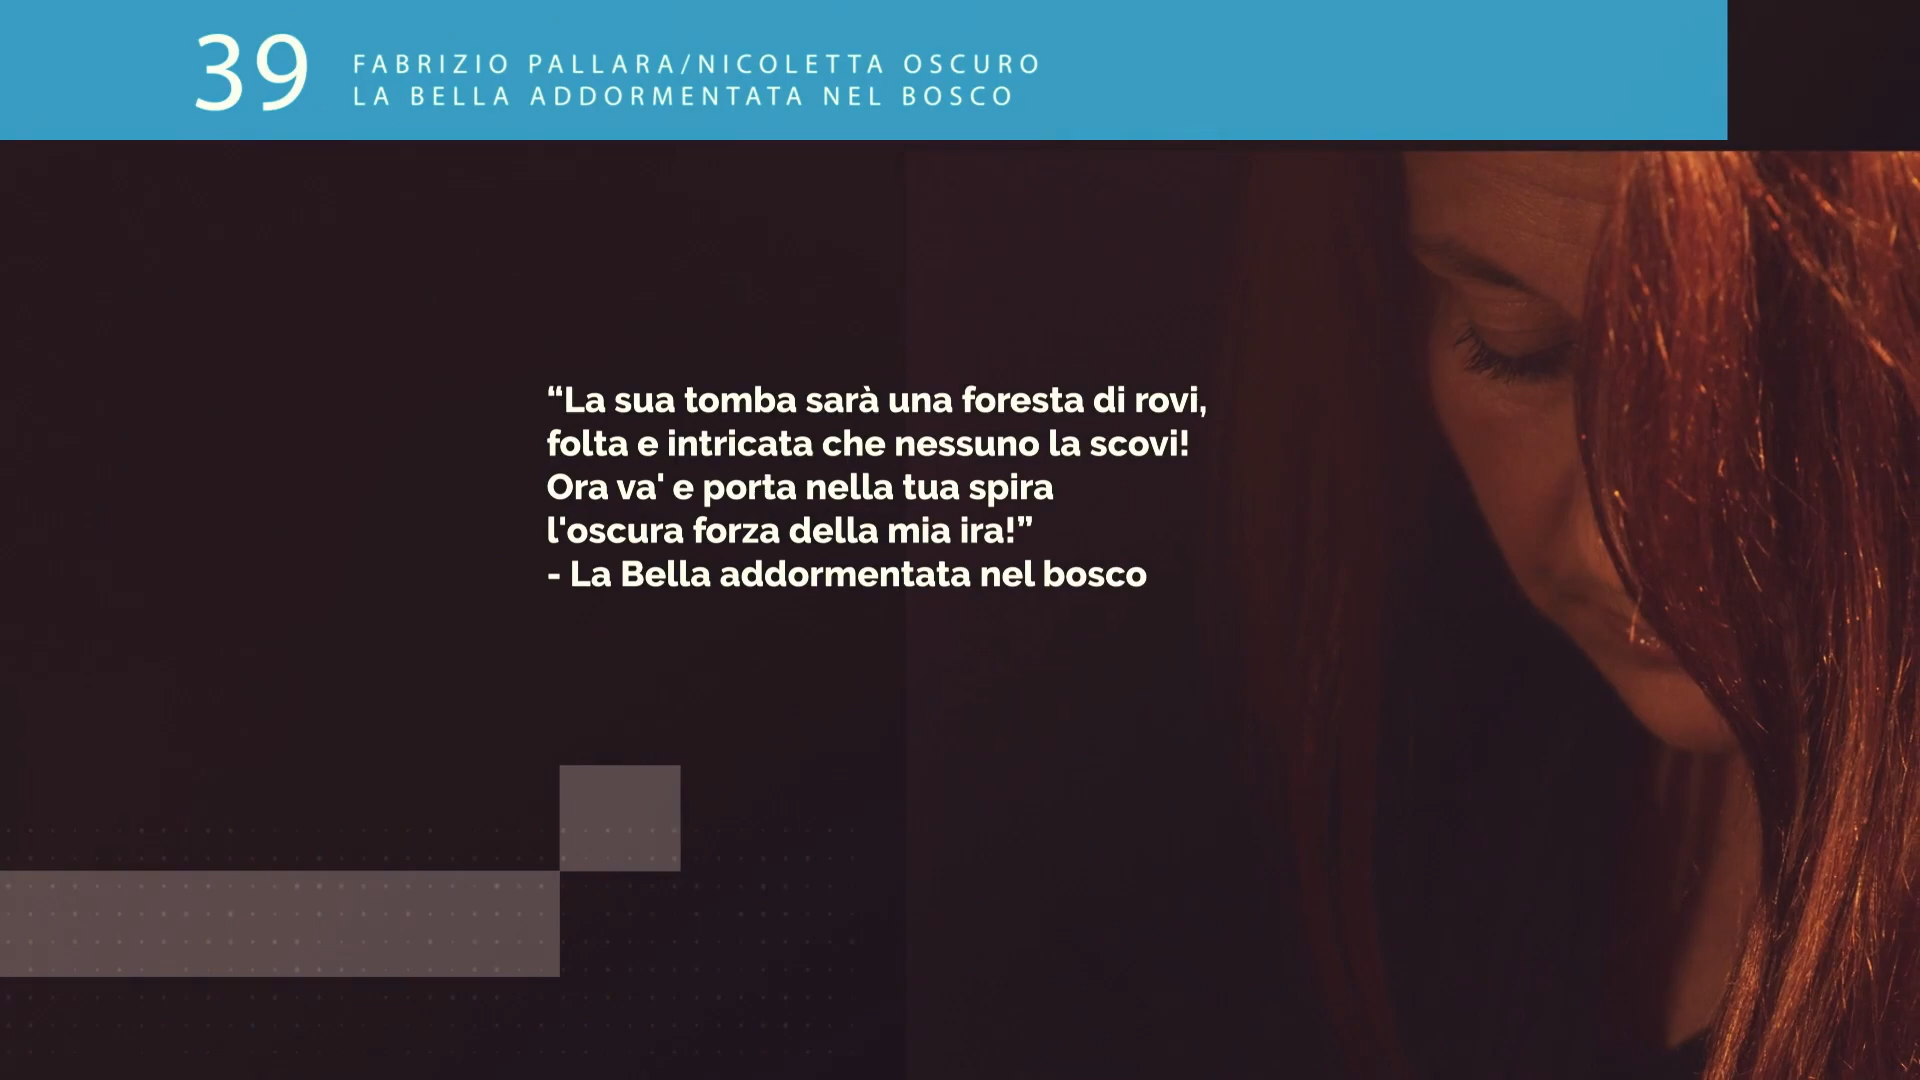 39
FABRIZIO PALLARA/NICOLETTA OSCURO
LA BELLA ADDORMENTATA NEL BOSCO
“La sua tomba sarà una foresta di rovi,
folta e intricata che nessuno la scovi!
Ora va' e porta nella tua spira
l'oscura forza della mia ira!”
- La Bella addormentata nel bosco